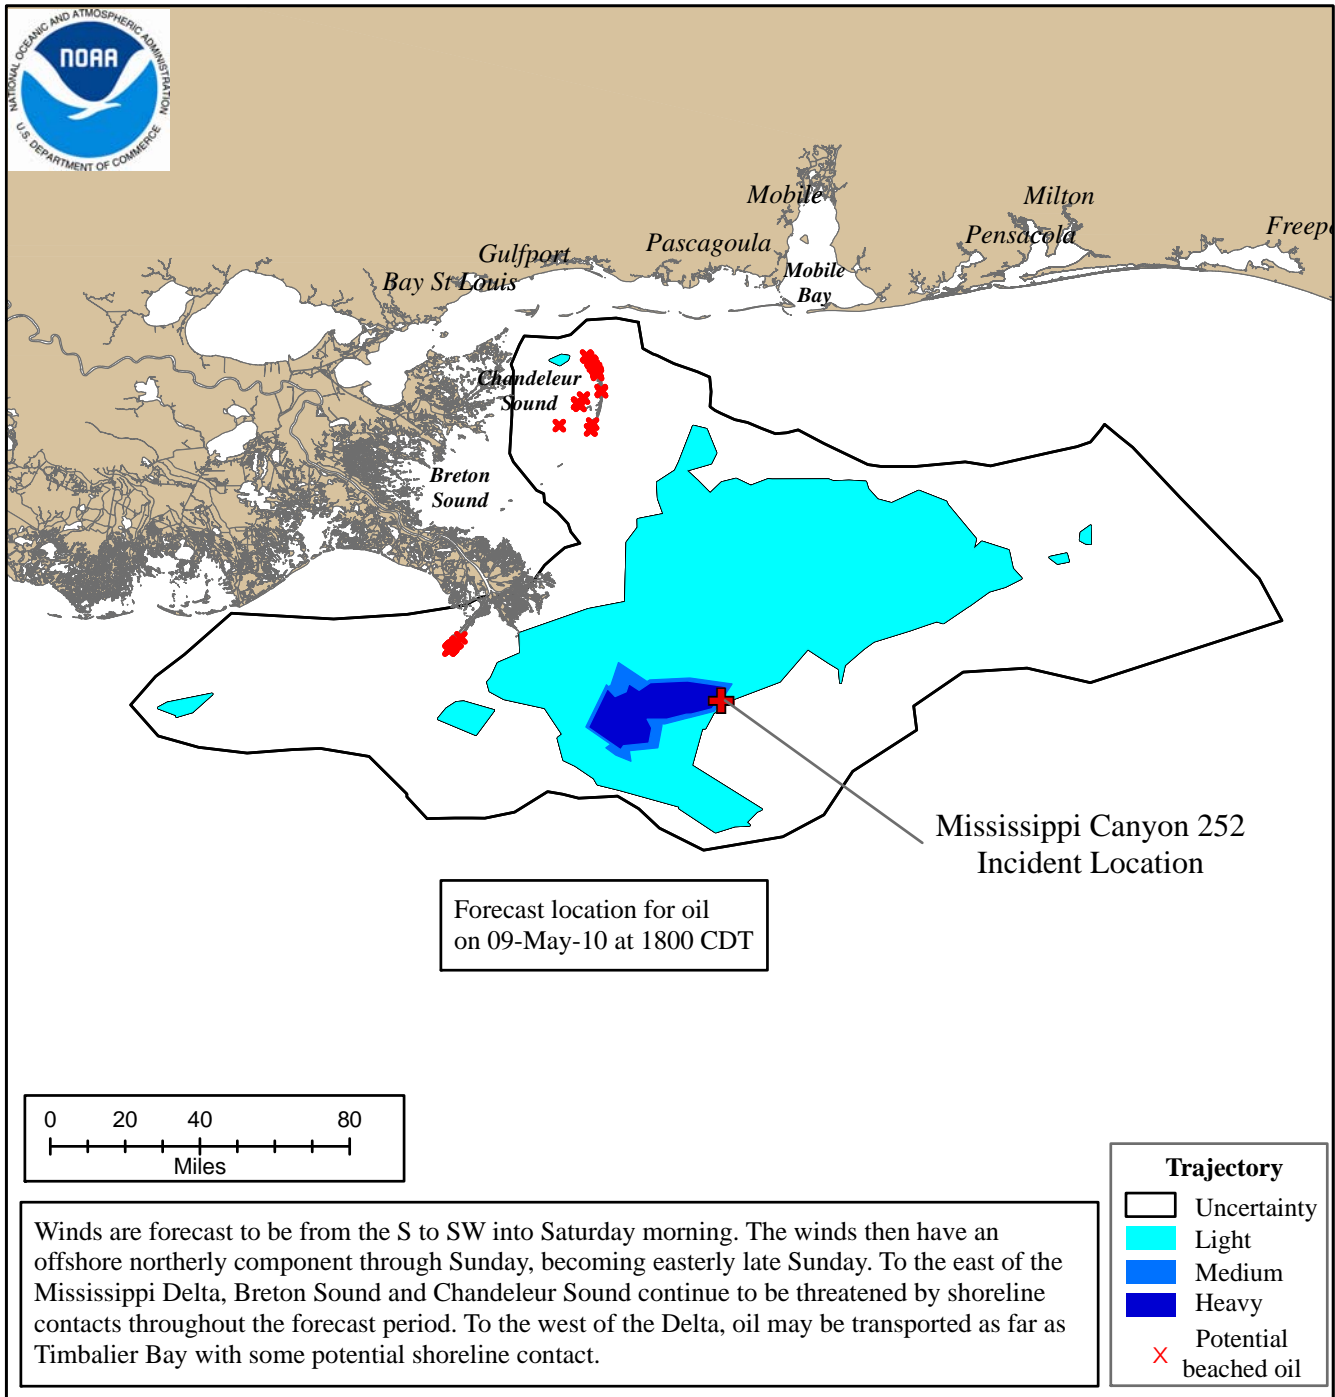 NATIONAL OCEANIC AND ATMOSPHERIC ADMINISTRATION
NOAA
U.S. DEPARTMENT OF COMMERCE
Mobile
Milton
Freep
Pensacola
Pascagoula
Gulfport
Bay St Louis
Mobile
Bay
Chandeleur
Sound
Breton
Sound
Mississippi Canyon 252
Incident Location
Forecast location for oil
on 09-May-10 at 1800 CDT
0 20 40 80
Miles
Trajectory
Uncertainty
Light
Medium
Heavy
X Potential
beached oil
Winds are forecast to be from the S to SW into Saturday morning. The winds then have an
offshore northerly component through Sunday, becoming easterly late Sunday. To the east of the
Mississippi Delta, Breton Sound and Chandeleur Sound continue to be threatened by shoreline
contacts throughout the forecast period. To the west of the Delta, oil may be transported as far as
Timbalier Bay with some potential shoreline contact.